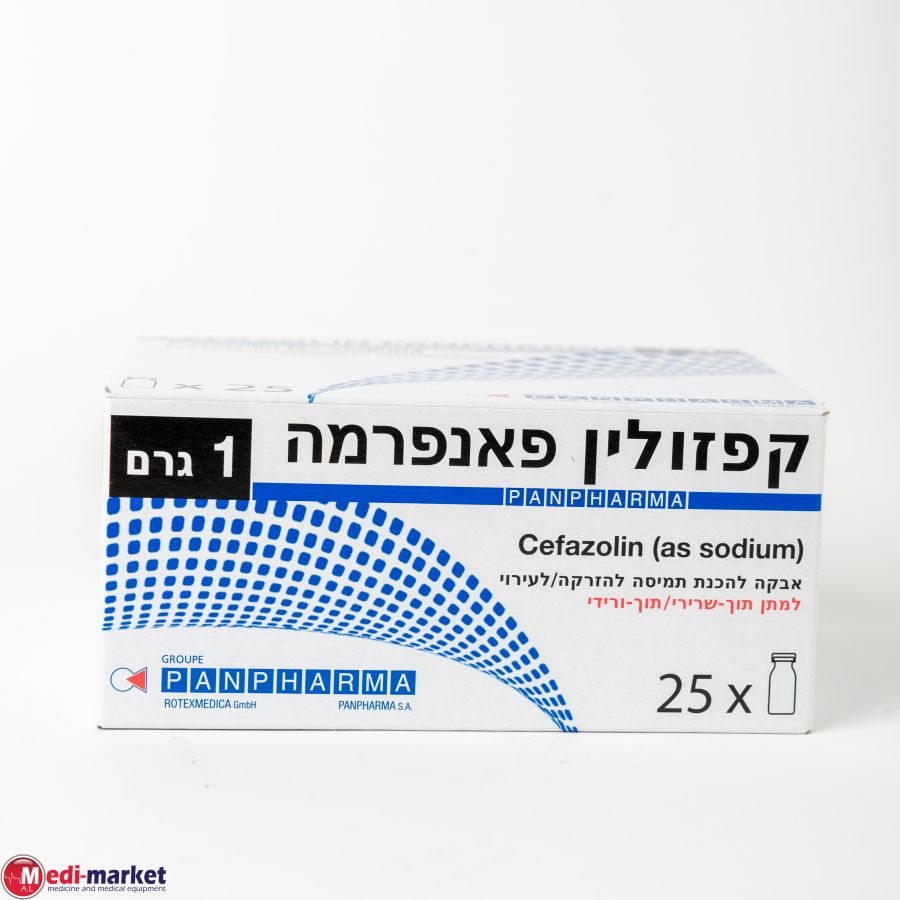 x 25
PANPHARMA
קפזולין פאנפרמה
1 גרם
PANPHARMA
Cefazolin (as sodium)
אבקה להכנת תמיסה להזרקה/לעירוי
למתן תוך-שרירי/תוך-ורידי
GROUPE
PANPHARMA
ROTEXMEDICA GmbH PANPHARMA S.A.
25 x
Medi-market
A.L
medicine and medical equipment